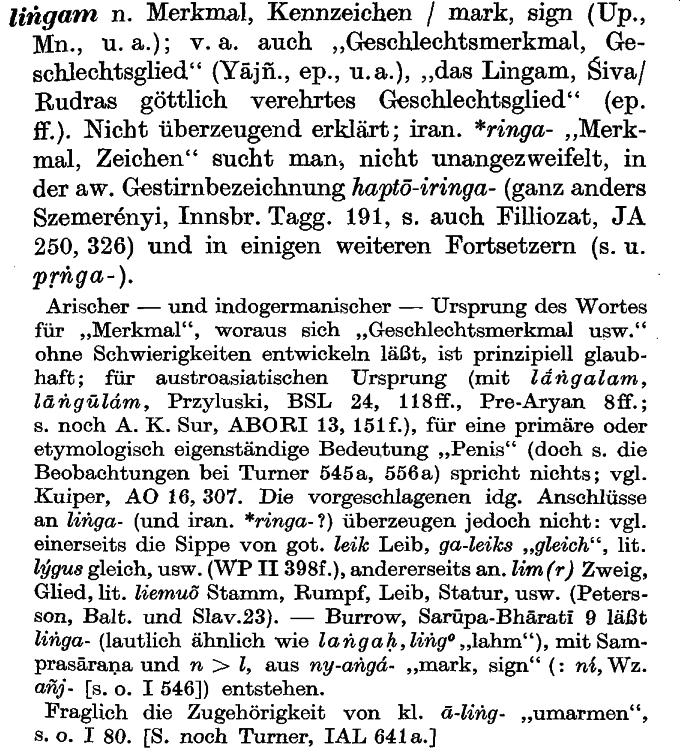 liṅgam n. Merkmal, Kennzeichen / mark, sign (Up.,
Mn., u. a.); v. a. auch „Geschlechtsmerkmal, Ge-
schlechtsglied“ (Yājñ., ep., u. a.), „das Lingam, Śiva/
Rudras göttlich verehrtes Geschlechtsglied“ (ep.
ff.). Nicht überzeugend erklärt; iran. *ringa- „Merk-
mal, Zeichen“ sucht man, nicht unangezweifelt, in
der aw. Gestirnbezeichnung haptō-iringa- (ganz anders
Szemerényi, Innsbr. Tagg. 191, s. auch Filliozat, JA
250, 326) und in einigen weiteren Fortsetzern (s. u.
pṛṅga-).
Arischer — und indogermanischer — Ursprung des Wortes
für „Merkmal“, woraus sich „Geschlechtsmerkmal usw.“
ohne Schwierigkeiten entwickeln läßt, ist prinzipiell glaub-
haft; für austroasiatischen Ursprung (mit lā́ṅgalam,
lāṅgūlám, Przyluski, BSL 24, 118ff., Pre-Aryan 8ff.;
s. noch A. K. Sur, ABORI 13, 151f.), für eine primäre oder
etymologisch eigenständige Bedeutung „Penis“ (doch s. die
Beobachtungen bei Turner 545a, 556a) spricht nichts; vgl.
Kuiper, AO 16, 307. Die vorgeschlagenen idg. Anschlüsse
an liṅga- (und iran. *ringa-?) überzeugen jedoch nicht: vgl.
einerseits die Sippe von got. leik Leib, ga-leiks „gleich“, lit.
lýgus gleich, usw. (WP II 398f.), andererseits an. lim(r) Zweig,
Glied, lit. liemuõ Stamm, Rumpf, Leib, Statur, usw. (Peters-
son, Balt. und Slav. 23). — Burrow, Sarūpa-Bhāratī 9 läßt
liṅga- (lautlich ähnlich wie laṅgaḥ, liṅg° „lahm“), mit Sam-
prasāraṇa und n > l, aus ny-aṅgá- „mark, sign“ (: ní, Wz.
añj- [s. o. I 546]) entstehen.
Fraglich die Zugehörigkeit von kl. ā-liṅg- „umarmen“,
s. o. I 80. [S. noch Turner, IAL 641a.]